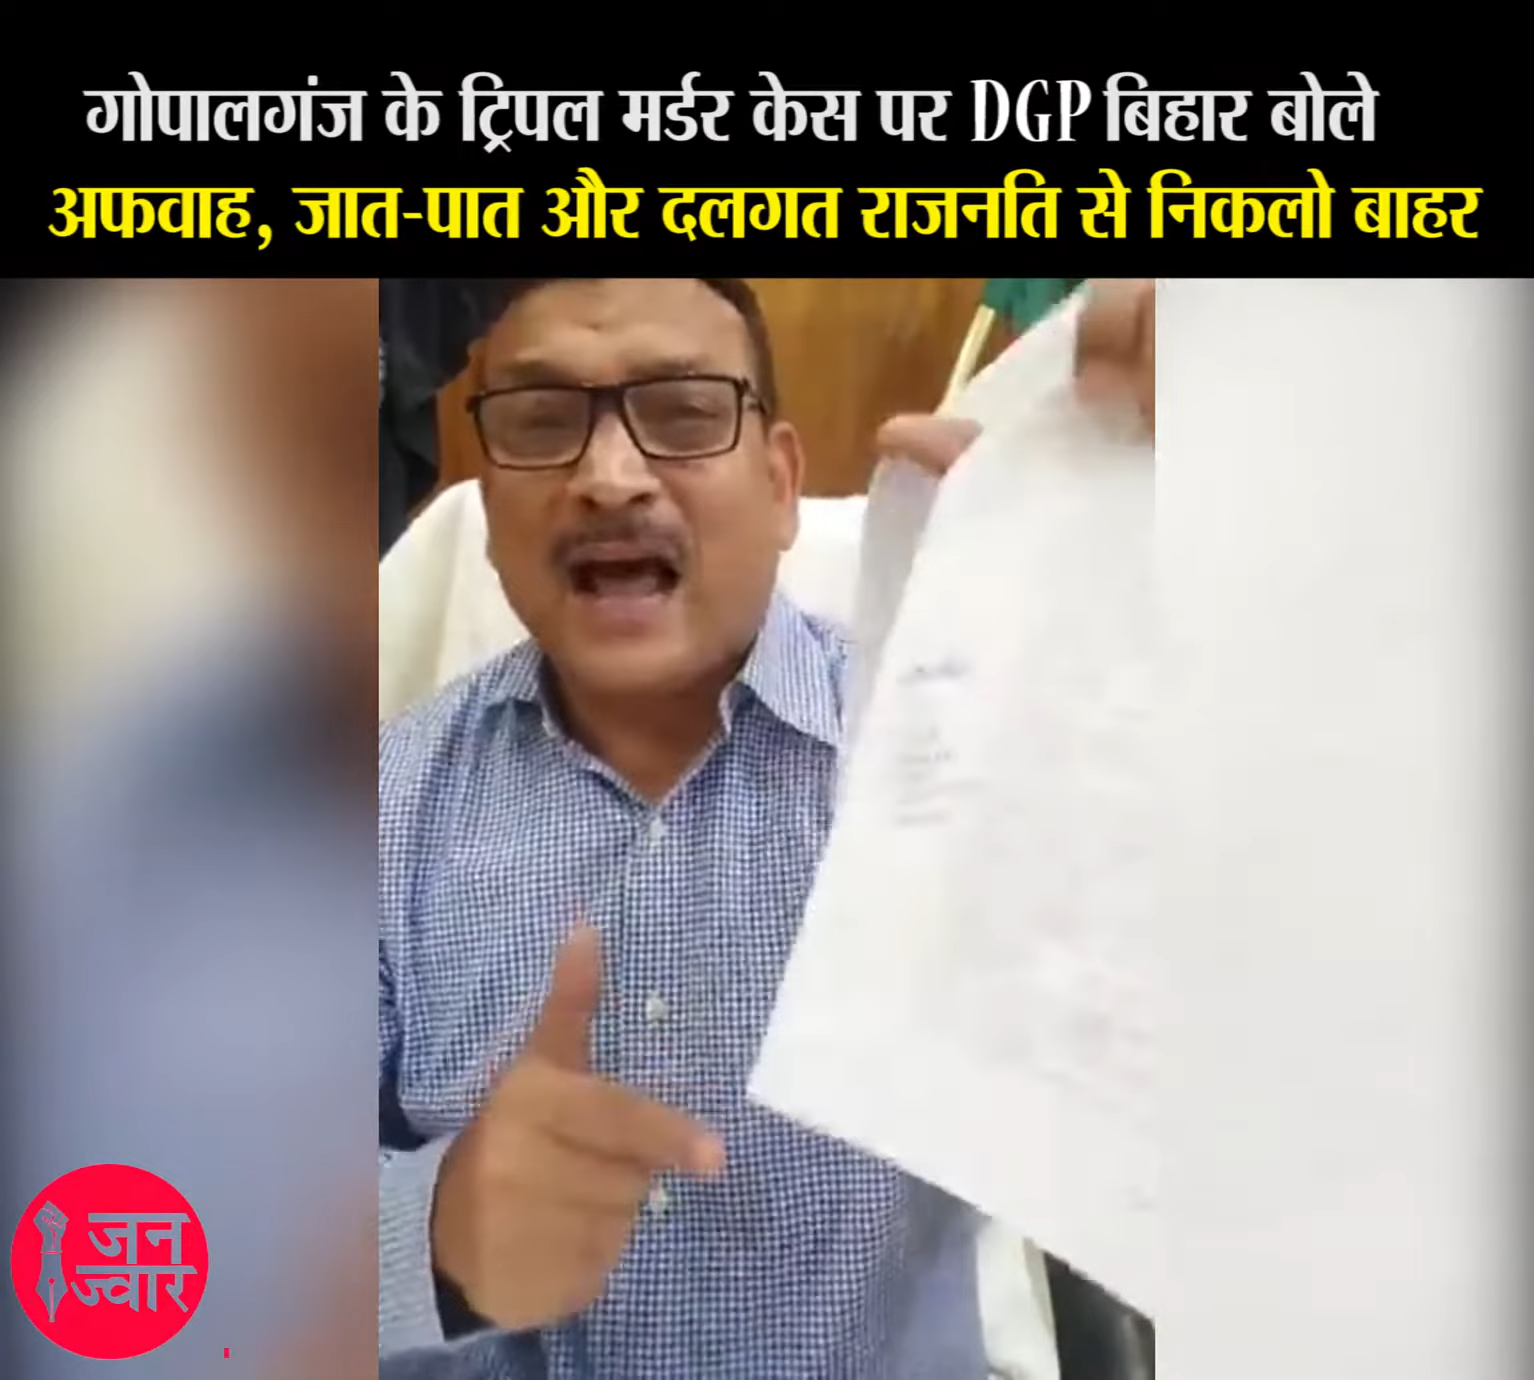 गोपालगंज के ट्रिपल मर्डर केस पर DGP बिहार बोले
अफवाह, जात-पात और दलगत राजनति से निकलो बाहर
जन
ज्वार